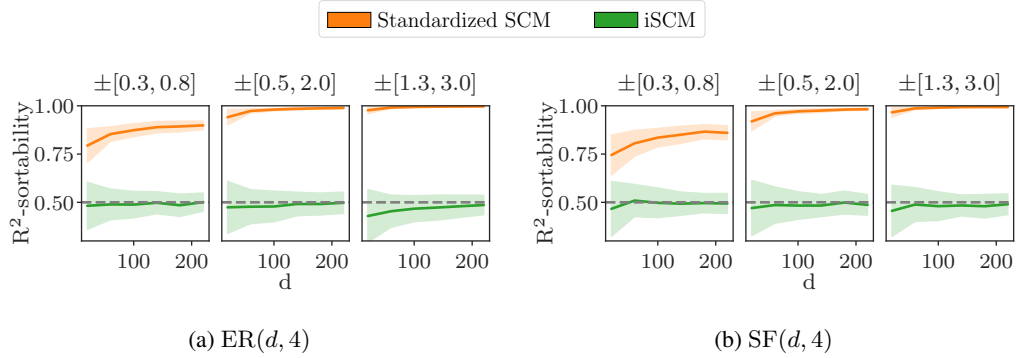 Standardized SCM iSCM
±[0.3, 0.8] ±[0.5, 2.0] ±[1.3, 3.0] ±[0.3, 0.8] ±[0.5, 2.0] ±[1.3, 3.0]
1.00 1.00
0.75 0.75
0.50 0.50
R²-sortability R²-sortability
100 200 100 200 100 200 100 200 100 200 100 200
d d
(a) ER(d, 4) (b) SF(d, 4)